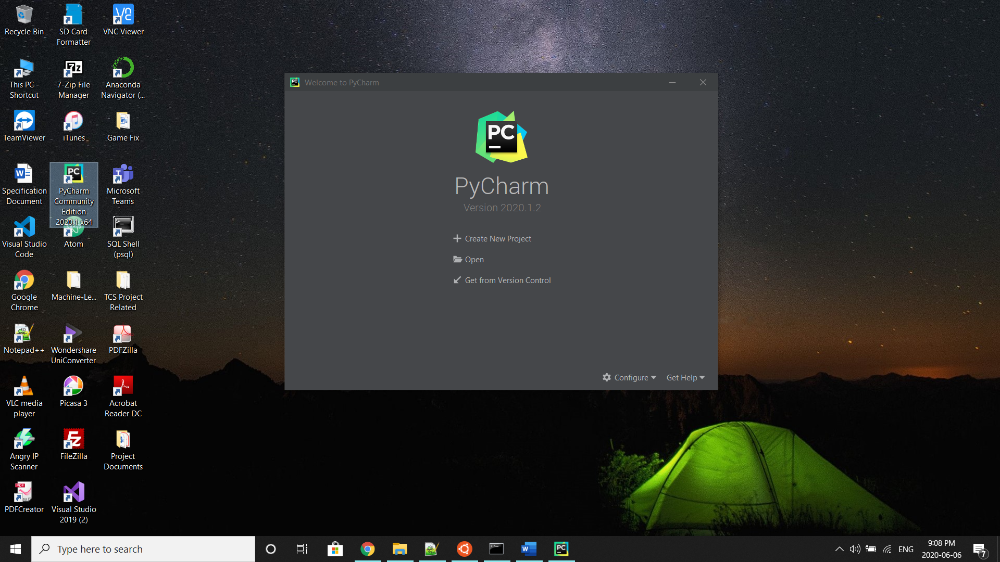 Recycle Bin
SD Card
Formatter
VNC Viewer
This PC -
Shortcut
7-Zip File
Manager
Anaconda
Navigator (...
TeamViewer
iTunes
Game Fix
Specification
Document
PyCharm
Community
Edition
2020.1 x64
Microsoft
Teams
Visual Studio
Code
Atom
SQL Shell
(psql)
Google
Chrome
Machine-Le...
TCS Project
Related
Notepad++
Wondershare
UniConverter
PDFZilla
VLC media
player
Picasa 3
Acrobat
Reader DC
Angry IP
Scanner
FileZilla
Project
Documents
PDFCreator
Visual Studio
2019 (2)
Welcome to PyCharm
PC
PyCharm
Version 2020.1.2
Create New Project
Open
Get from Version Control
Configure
Get Help
Type here to search
ENG
9:08 PM
2020-06-06
7